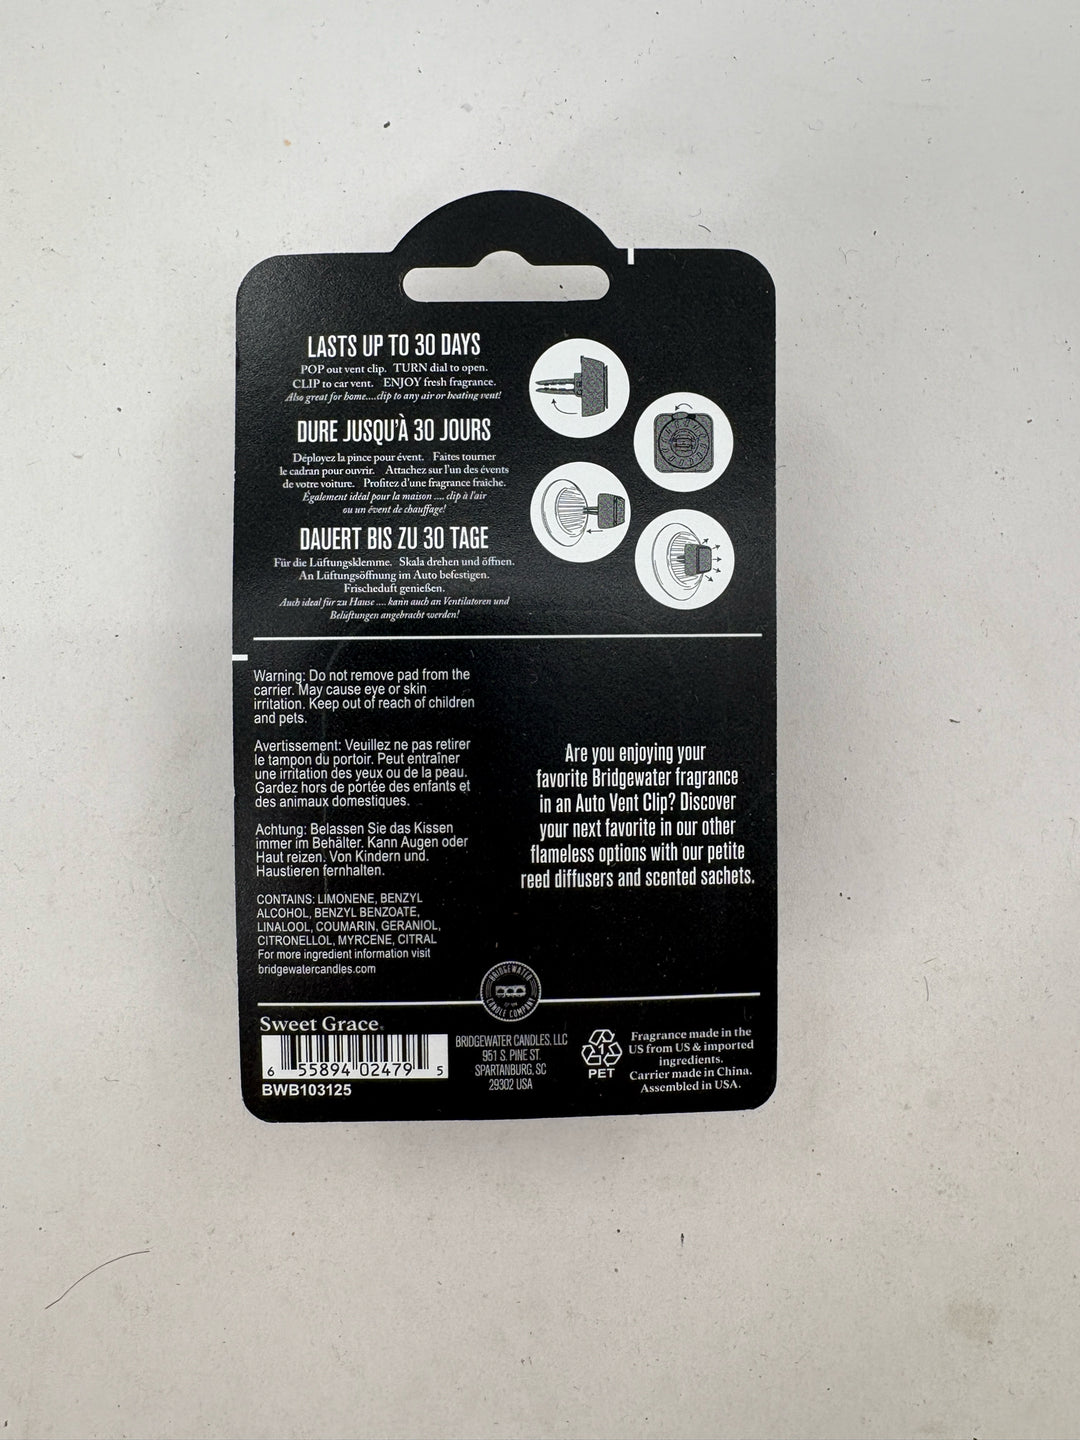 LASTS UP TO 30 DAYS
POP out vent clip. TURN dial to open.
CLIP to car vent. ENJOY fresh fragrance.
Also great for home....clip to any air or heating vent!
DURE JUSQU'À 30 JOURS
Déployez la pince pour évent. Faites tourner
le cadran pour ouvrir. Attachez sur l'un des évents
de votre voiture. Profitez d'une fragrance fraîche.
Également idéal pour la maison .... clip à l'air
ou un évent de chauffage!
DAUERT BIS ZU 30 TAGE
Für die Lüftungsklemme. Skala drehen und öffnen.
An Lüftungsöffnung im Auto befestigen.
Frischeduft genießen.
Auch ideal für zu Hause .... kann auch an Ventilatoren und
Belüftungen angebracht werden!
Warning: Do not remove pad from the
carrier. May cause eye or skin
irritation. Keep out of reach of children
and pets.
Avertissement: Veuillez ne pas retirer
le tampon du portoir. Peut entraîner
une irritation des yeux ou de la peau.
Gardez hors de portée des enfants et
des animaux domestiques.
Achtung: Belassen Sie das Kissen
immer im Behälter. Kann Augen oder
Haut reizen. Von Kindern und.
Haustieren fernhalten.
CONTAINS: LIMONENE, BENZYL
ALCOHOL, BENZYL BENZOATE,
LINALOOL, COUMARIN, GERANIOL,
CITRONELLOL, MYRCENE, CITRAL
For more ingredient information visit
bridgewatercandles.com
Are you enjoying your
favorite Bridgewater fragrance
in an Auto Vent Clip? Discover
your next favorite in our other
flameless options with our petite
reed diffusers and scented sachets.
BRIDGEWATER
CANDLE COMPANY
Sweet Grace
6 55894 02479 5
BWB103125
BRIDGEWATER CANDLES, LLC
951 S. PINE ST.
SPARTANBURG, SC
29302 USA
1
PET
Fragrance made in the
US from US & imported
ingredients.
Carrier made in China.
Assembled in USA.